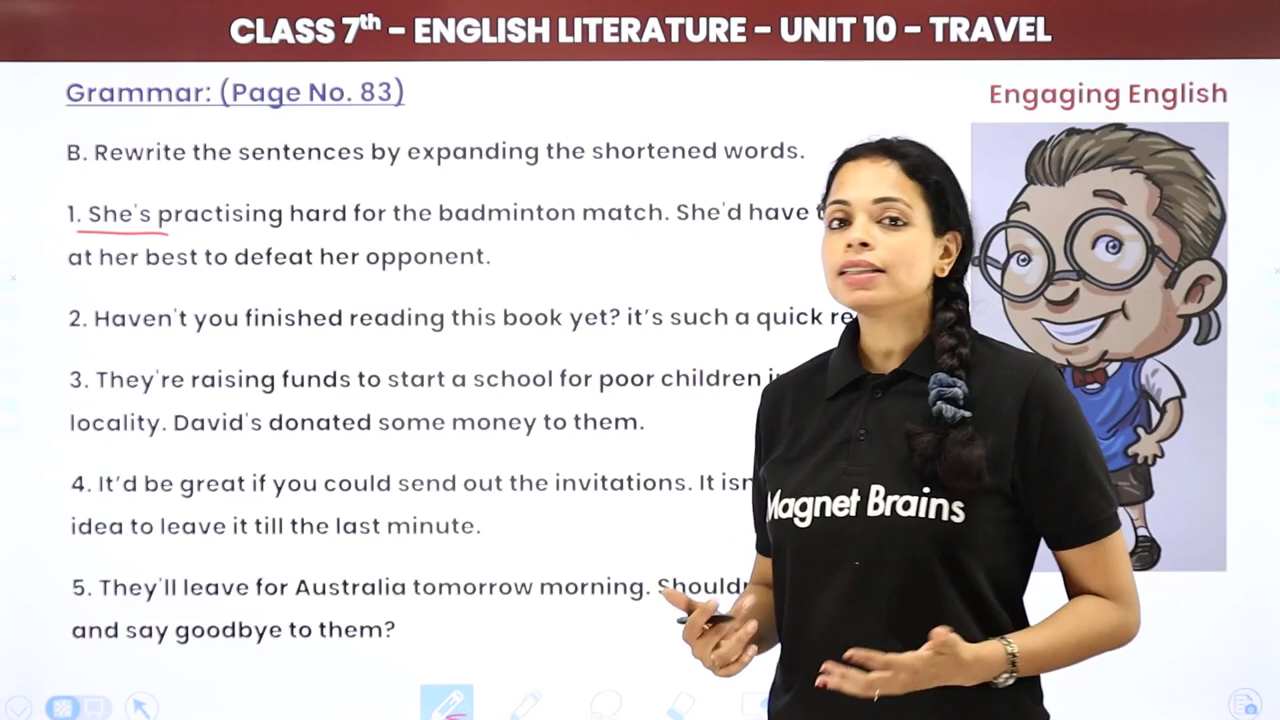 CLASS 7th – ENGLISH LITERATURE – UNIT 10 – TRAVEL
Grammar: (Page No. 83)
Engaging English
B. Rewrite the sentences by expanding the shortened words.
1. She's practising hard for the badminton match. She'd have
at her best to defeat her opponent.
2. Haven't you finished reading this book yet? it's such a quick
3. They're raising funds to start a school for poor children
locality. David's donated some money to them.
4. It'd be great if you could send out the invitations. It
idea to leave it till the last minute.
5. They'll leave for Australia tomorrow morning.
and say goodbye to them?
Magnet Brains